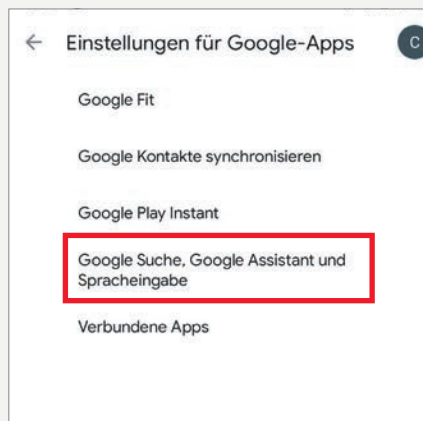 Einstellungen für Google-Apps
C
Google Fit
Google Kontakte synchronisieren
Google Play Instant
Google Suche, Google Assistant und
Spracheingabe
Verbundene Apps